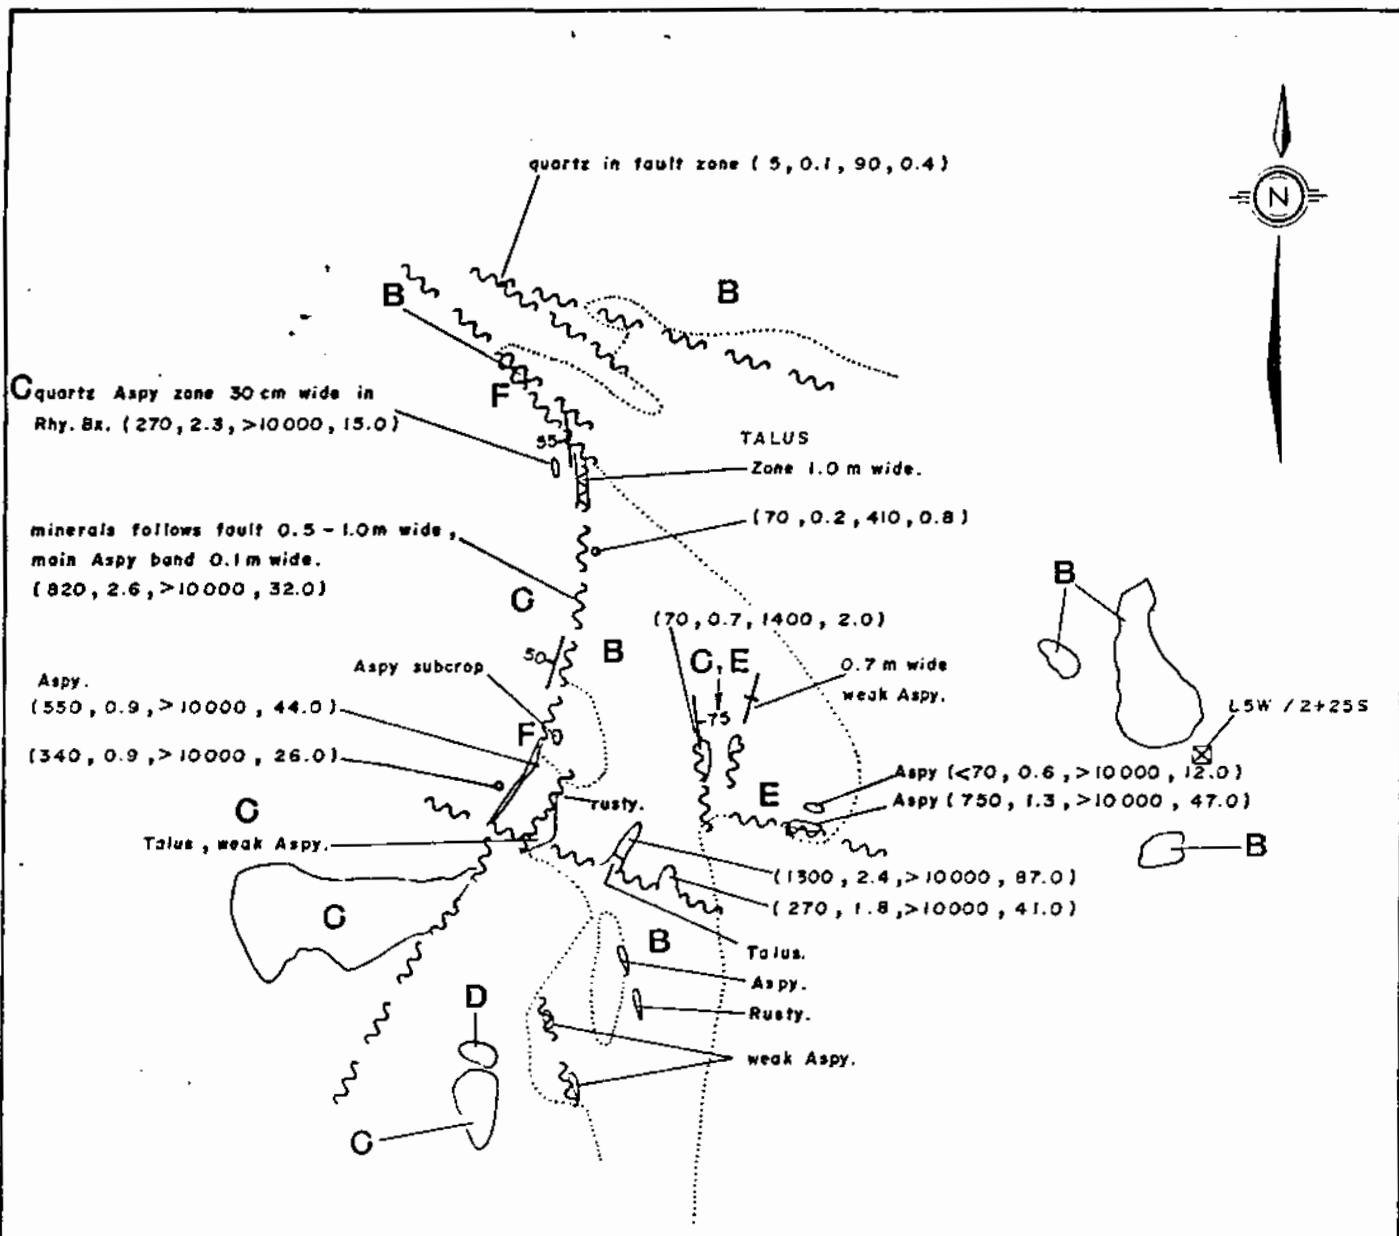 quartz in fault zone ( 5 , 0.1 , 90 , 0.4 )
N
B
B
C quartz Aspy zone 30 cm wide in
Rhy. Bx. ( 270 , 2.3 , >10000 , 15.0 )
F
55
TALUS
Zone 1.0 m wide.
( 70 , 0.2 , 410 , 0.8 )
minerals follows fault 0.5 - 1.0 m wide ,
main Aspy band 0.1 m wide.
( 820 , 2.6 , >10000 , 32.0 )
C
B
( 70 , 0.7 , 1400 , 2.0 )
B
50
Aspy subcrop
C, E
0.7 m wide
weak Aspy.
Aspy.
( 550 , 0.9 , >10000 , 44.0 )
75
L5W / 2+25S
F
( 340 , 0.9 , >10000 , 26.0 )
Aspy ( <70 , 0.6 , >10000 , 12.0 )
E
Aspy ( 750 , 1.3 , >10000 , 47.0 )
C
rusty.
Talus , weak Aspy.
B
( 1300 , 2.4 , >10000 , 87.0 )
( 270 , 1.8 , >10000 , 41.0 )
C
B
Talus.
Aspy.
D
Rusty.
weak Aspy.
C